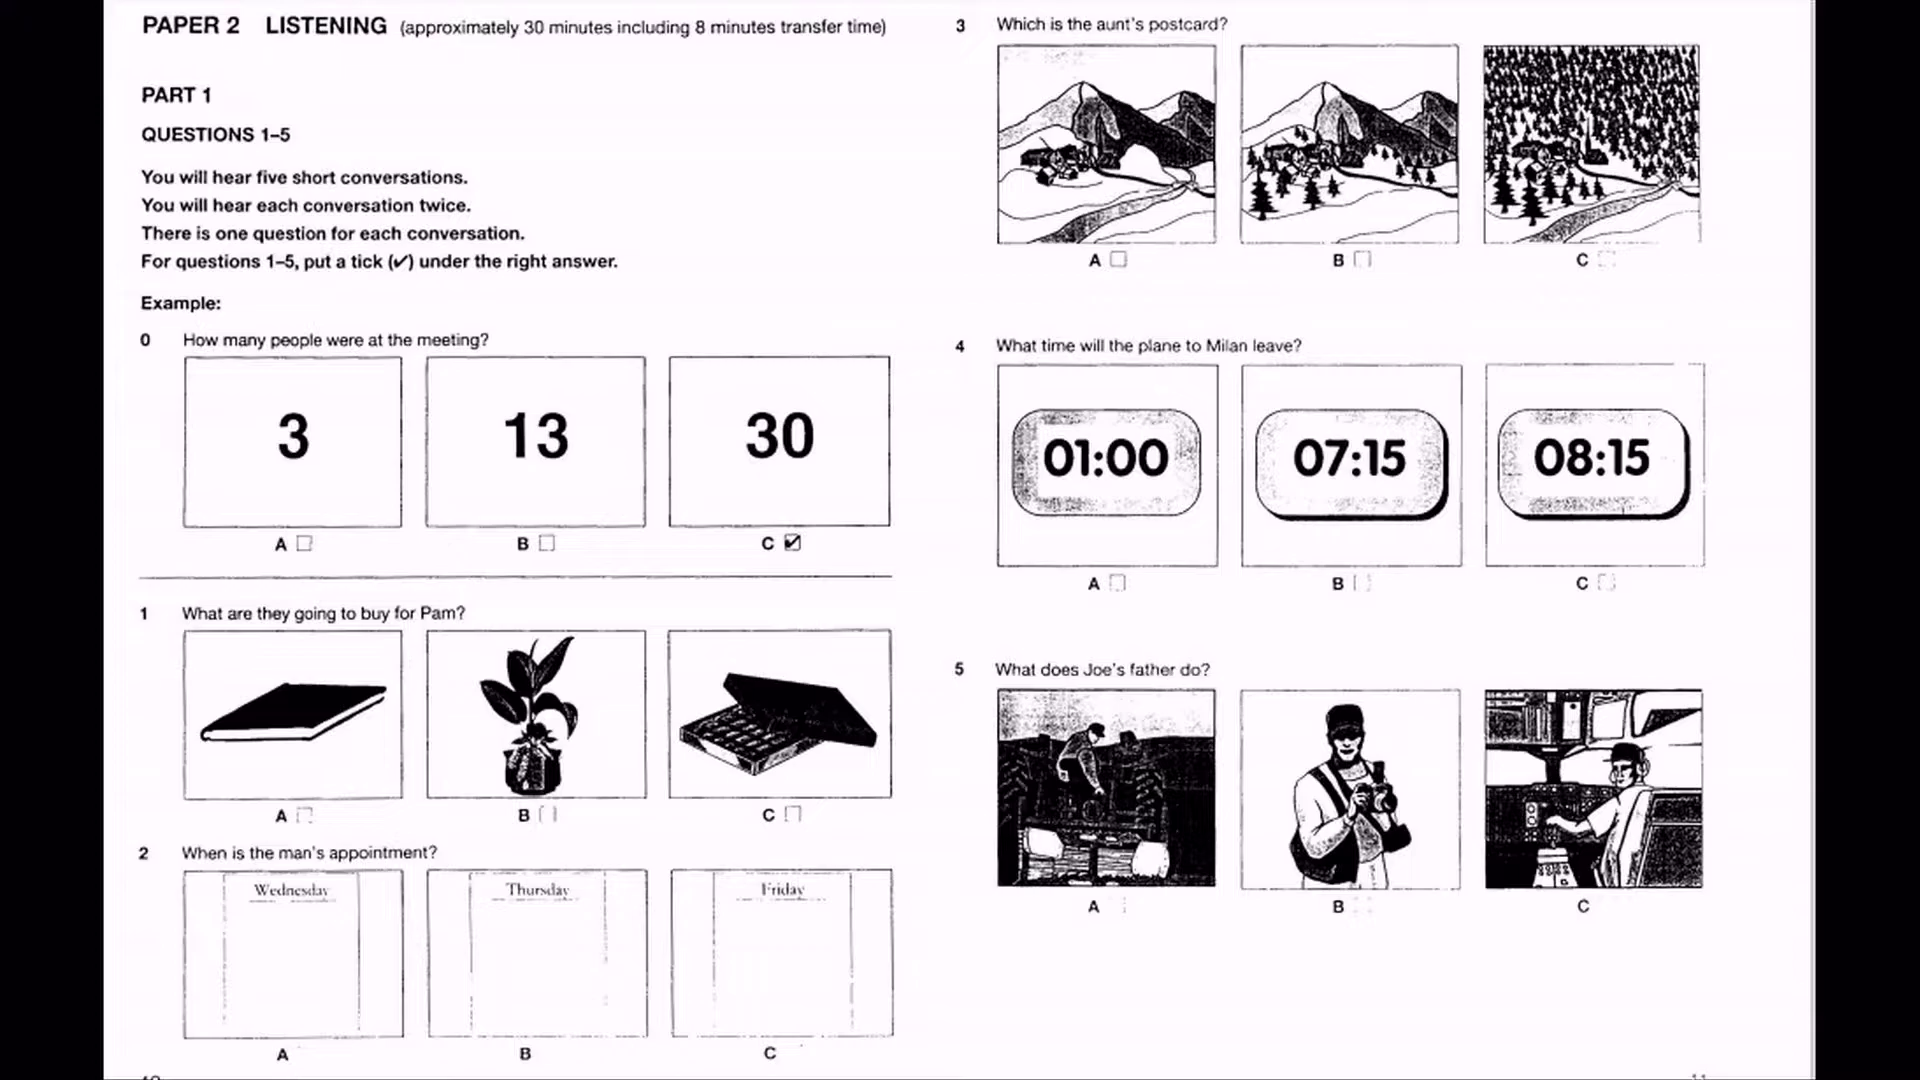 PAPER 2 LISTENING (approximately 30 minutes including 8 minutes transfer time)
PART 1
QUESTIONS 1–5
You will hear five short conversations.
You will hear each conversation twice.
There is one question for each conversation.
For questions 1–5, put a tick (✓) under the right answer.
Example:
0 How many people were at the meeting?
3 13 30
A B C ✓
1 What are they going to buy for Pam?
A B C
2 When is the man's appointment?
Wednesday Thursday Friday
A B C
3 Which is the aunt's postcard?
A B C
4 What time will the plane to Milan leave?
01:00 07:15 08:15
A B C
5 What does Joe's father do?
A B C